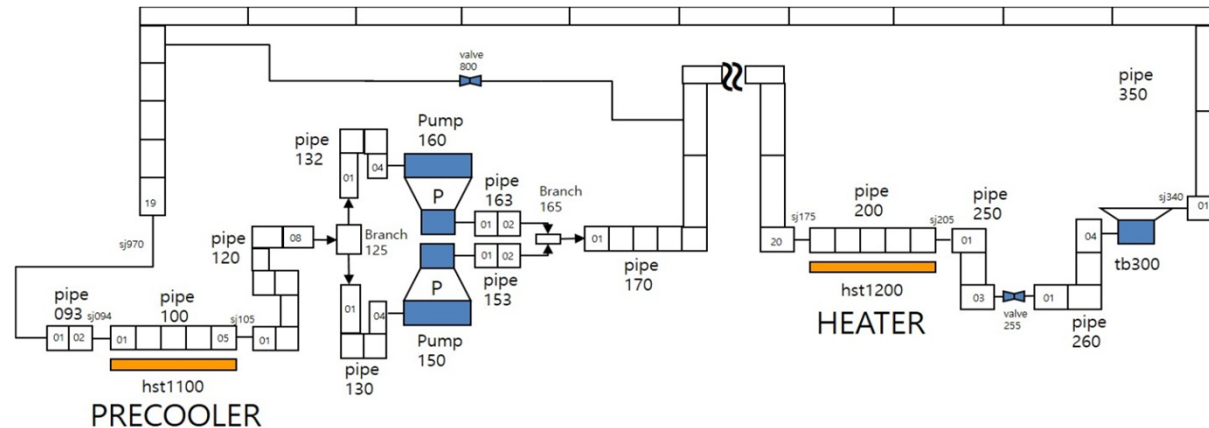 valve
800
pipe
350
Pump
160
pipe
132
01
04
P
pipe
163
Branch
165
01 02
19
sj970
pipe
120
08
Branch
125
01 02
pipe
153
01
pipe
170
P
01
04
Pump
150
pipe
130
pipe
093
sj094
pipe
100
sj105
01 02
01
05
01
hst1100
PRECOOLER
20
sj175
pipe
200
sj205
pipe
250
01
hst1200
HEATER
03
valve
255
01
04
pipe
260
tb300
sj340
01